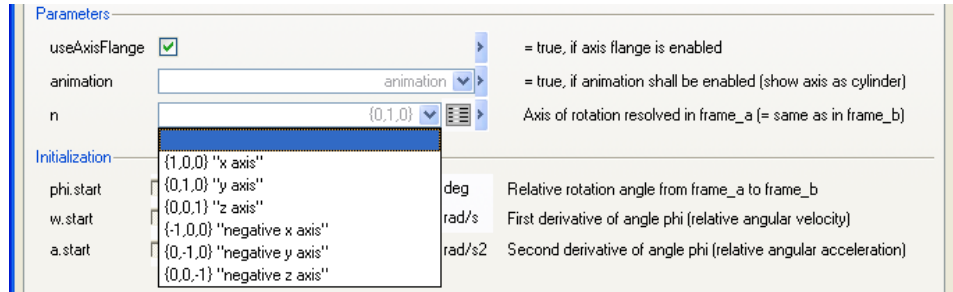 Parameters
useAxisFlange = true, if axis flange is enabled
animation animation = true, if animation shall be enabled (show axis as cylinder)
n {0,1,0} Axis of rotation resolved in frame_a (= same as in frame_b)
Initialization
{1,0,0} "x axis"
phi.start {0,1,0} "y axis" deg Relative rotation angle from frame_a to frame_b
w.start {0,0,1} "z axis" rad/s First derivative of angle phi (relative angular velocity)
{-1,0,0} "negative x axis"
a.start {0,-1,0} "negative y axis" rad/s2 Second derivative of angle phi (relative angular acceleration)
{0,0,-1} "negative z axis"